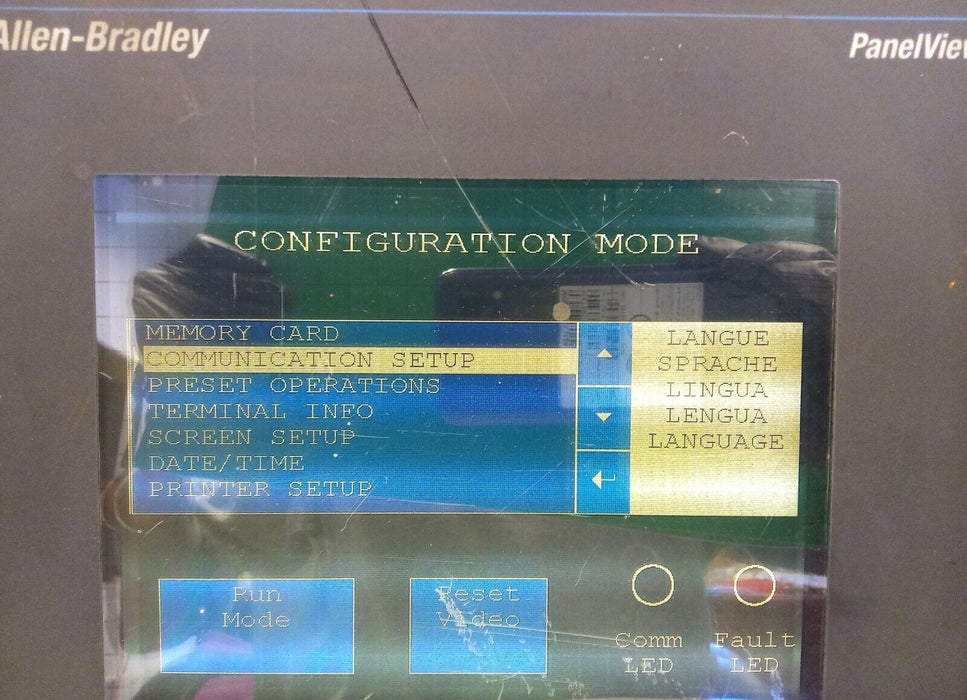 Allen-Bradley
PanelView
CONFIGURATION MODE
MEMORY CARD
COMMUNICATION SETUP
PRESET OPERATIONS
TERMINAL INFO
SCREEN SETUP
DATE/TIME
PRINTER SETUP
LANGUE
SPRACHE
LINGUA
LENGUA
LANGUAGE
Run
Mode
Reset
Video
Comm
LED
Fault
LED